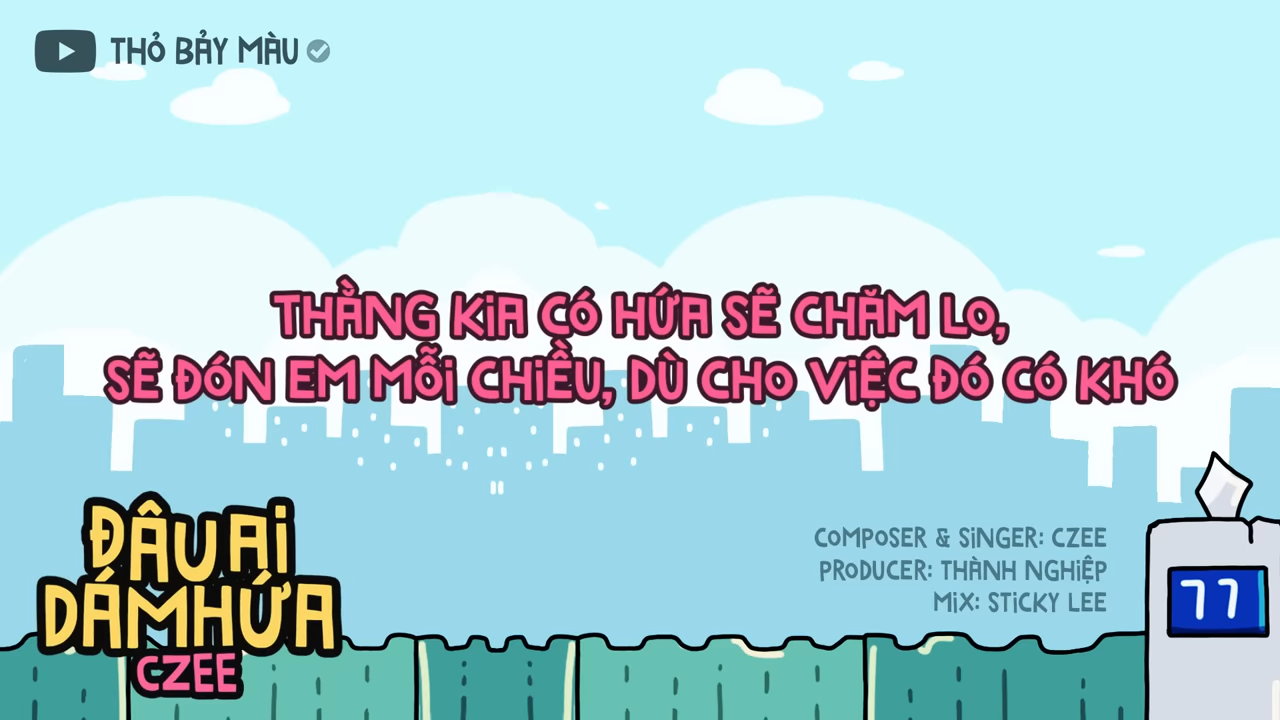 THỎ BẢY MÀU
THẰNG KiA CÓ HỨA SẼ CHĂM LO,
SẼ ĐÓN EM MỖi CHiỀU, DÙ CHO ViỆC ĐÓ CÓ KHÓ
ĐÂU Ai
DÁM HỨA
CZEE
COMPOSER & SiNGER: CZEE
PRODUCER: THÀNH NGHiỆP
MiX: STiCKY LEE
77